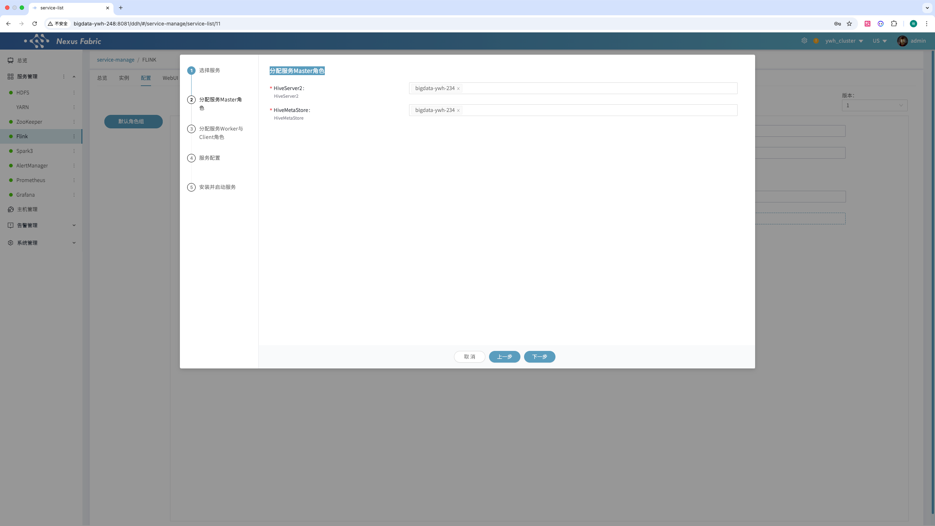 service-list
不安全
bigdata-ywh-248:8081/ddh/#/service-manage/service-list/11
Nexus Fabric
ywh_cluster
US
admin
总览
服务管理
HDFS
YARN
ZooKeeper
Flink
Spark3
AlertManager
Prometheus
Grafana
主机管理
告警管理
系统管理
service-manage / FLINK
总览
实例
配置
WebUI
默认角色组
版本:
1
1 选择服务
2 分配服务Master角
色
3 分配服务Worker与
Client角色
4 服务配置
5 安装并启动服务
分配服务Master角色
* HiveServer2:
HiveServer2
bigdata-ywh-234 ×
* HiveMetaStore:
HiveMetaStore
bigdata-ywh-234 ×
取 消
上一步
下一步